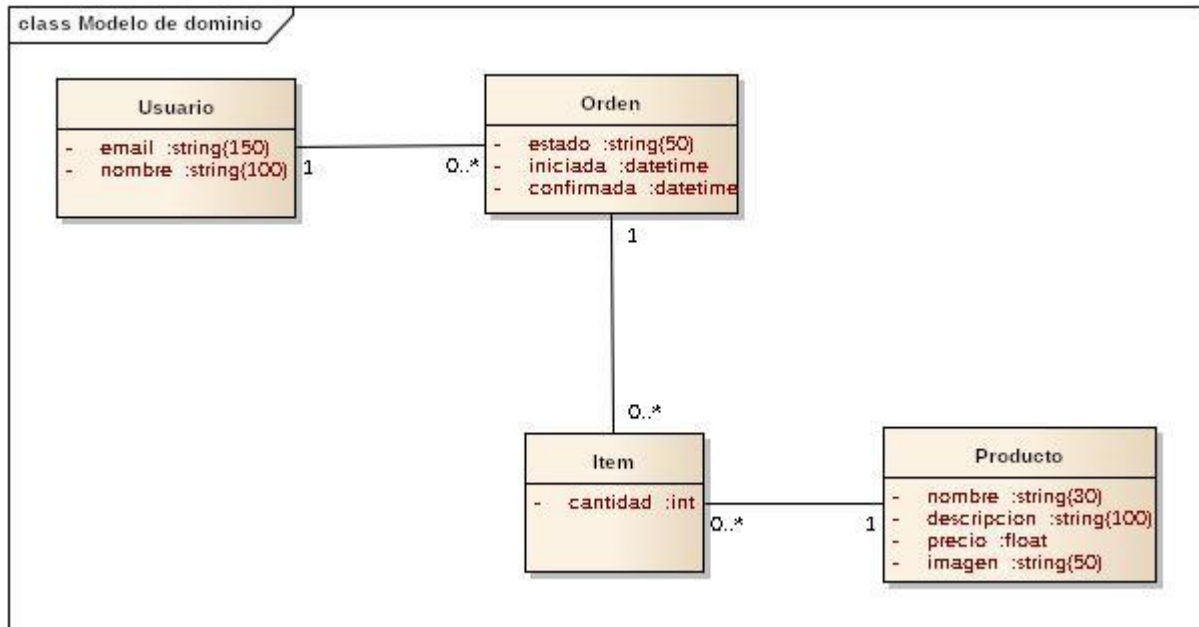 class Modelo de dominio
Usuario
- email :string(150)
- nombre :string(100)
1
0..*
Orden
- estado :string(50)
- iniciada :datetime
- confirmada :datetime
1
0..*
Item
- cantidad :int
0..*
1
Producto
- nombre :string(30)
- descripcion :string(100)
- precio :float
- imagen :string(50)